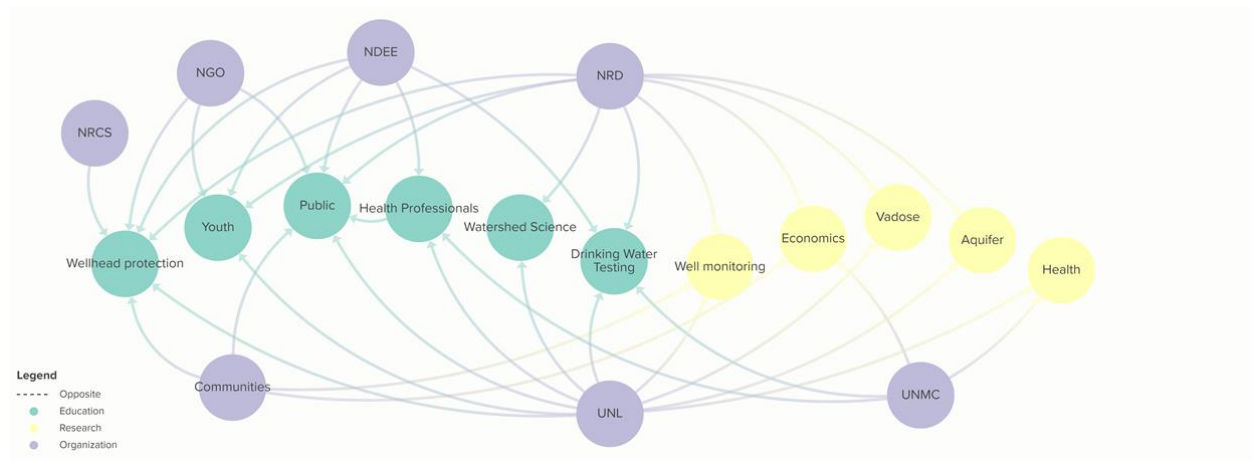 NDEE
NGO
NRD
NRCS
Public
Health Professionals
Youth
Watershed Science
Vadose
Economics
Aquifer
Drinking Water
Testing
Wellhead protection
Well monitoring
Health
Communities
UNMC
UNL
Legend
Opposite
Education
Research
Organization